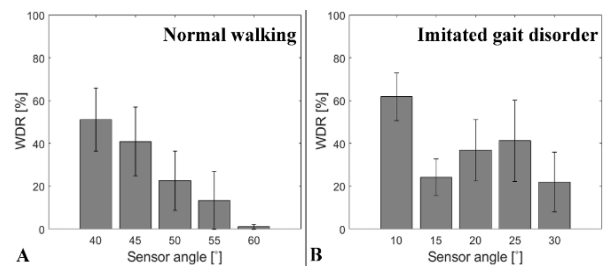 Normal walking
100
80
60
40
20
0
WDR [%]
40 45 50 55 60
Sensor angle [°]
A
Imitated gait disorder
100
80
60
40
20
0
WDR [%]
10 15 20 25 30
Sensor angle [°]
B